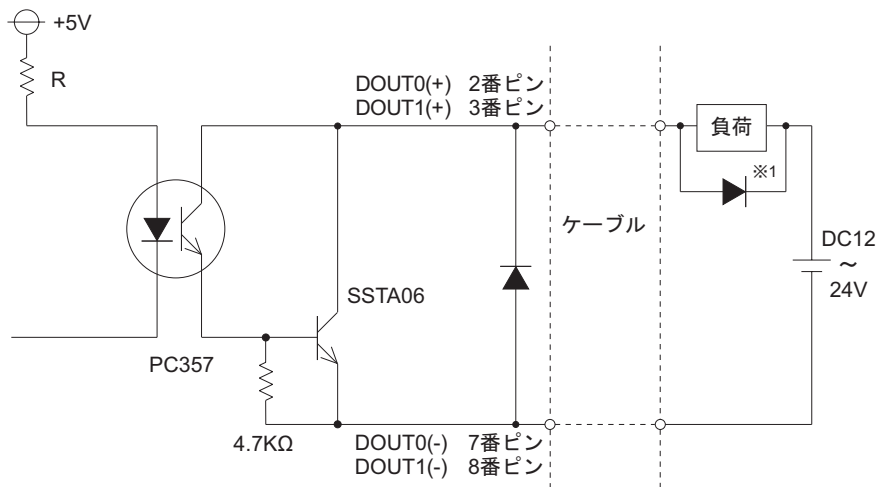 +5V
R
DOUT0(+) 2番ピン
DOUT1(+) 3番ピン
負荷
※1
ケーブル
DC12
~
24V
SSTA06
PC357
4.7KΩ
DOUT0(-) 7番ピン
DOUT1(-) 8番ピン